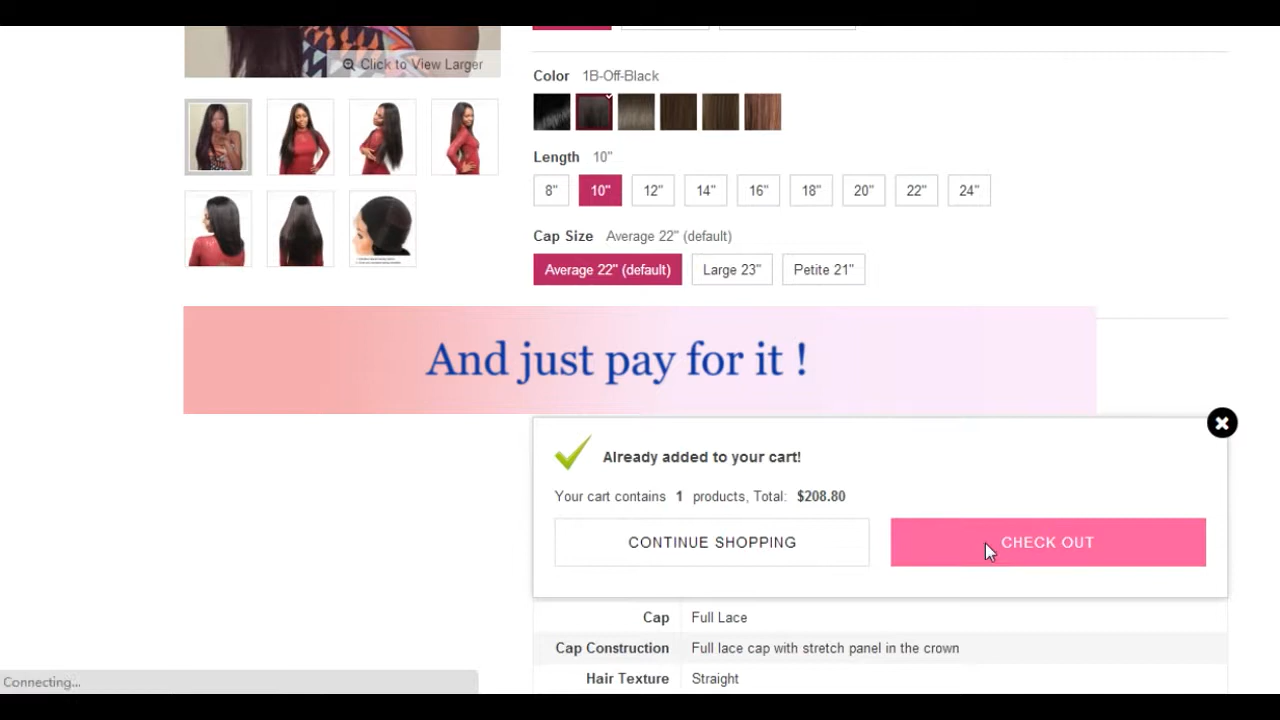 Click to View Larger
Color 1B-Off-Black
Length 10"
8" 10" 12" 14" 16" 18" 20" 22" 24"
Cap Size Average 22" (default)
Average 22" (default) Large 23" Petite 21"
And just pay for it !
Already added to your cart!
Your cart contains 1 products, Total: $208.80
CONTINUE SHOPPING CHECK OUT
Cap Full Lace
Cap Construction Full lace cap with stretch panel in the crown
Hair Texture Straight
Connecting...